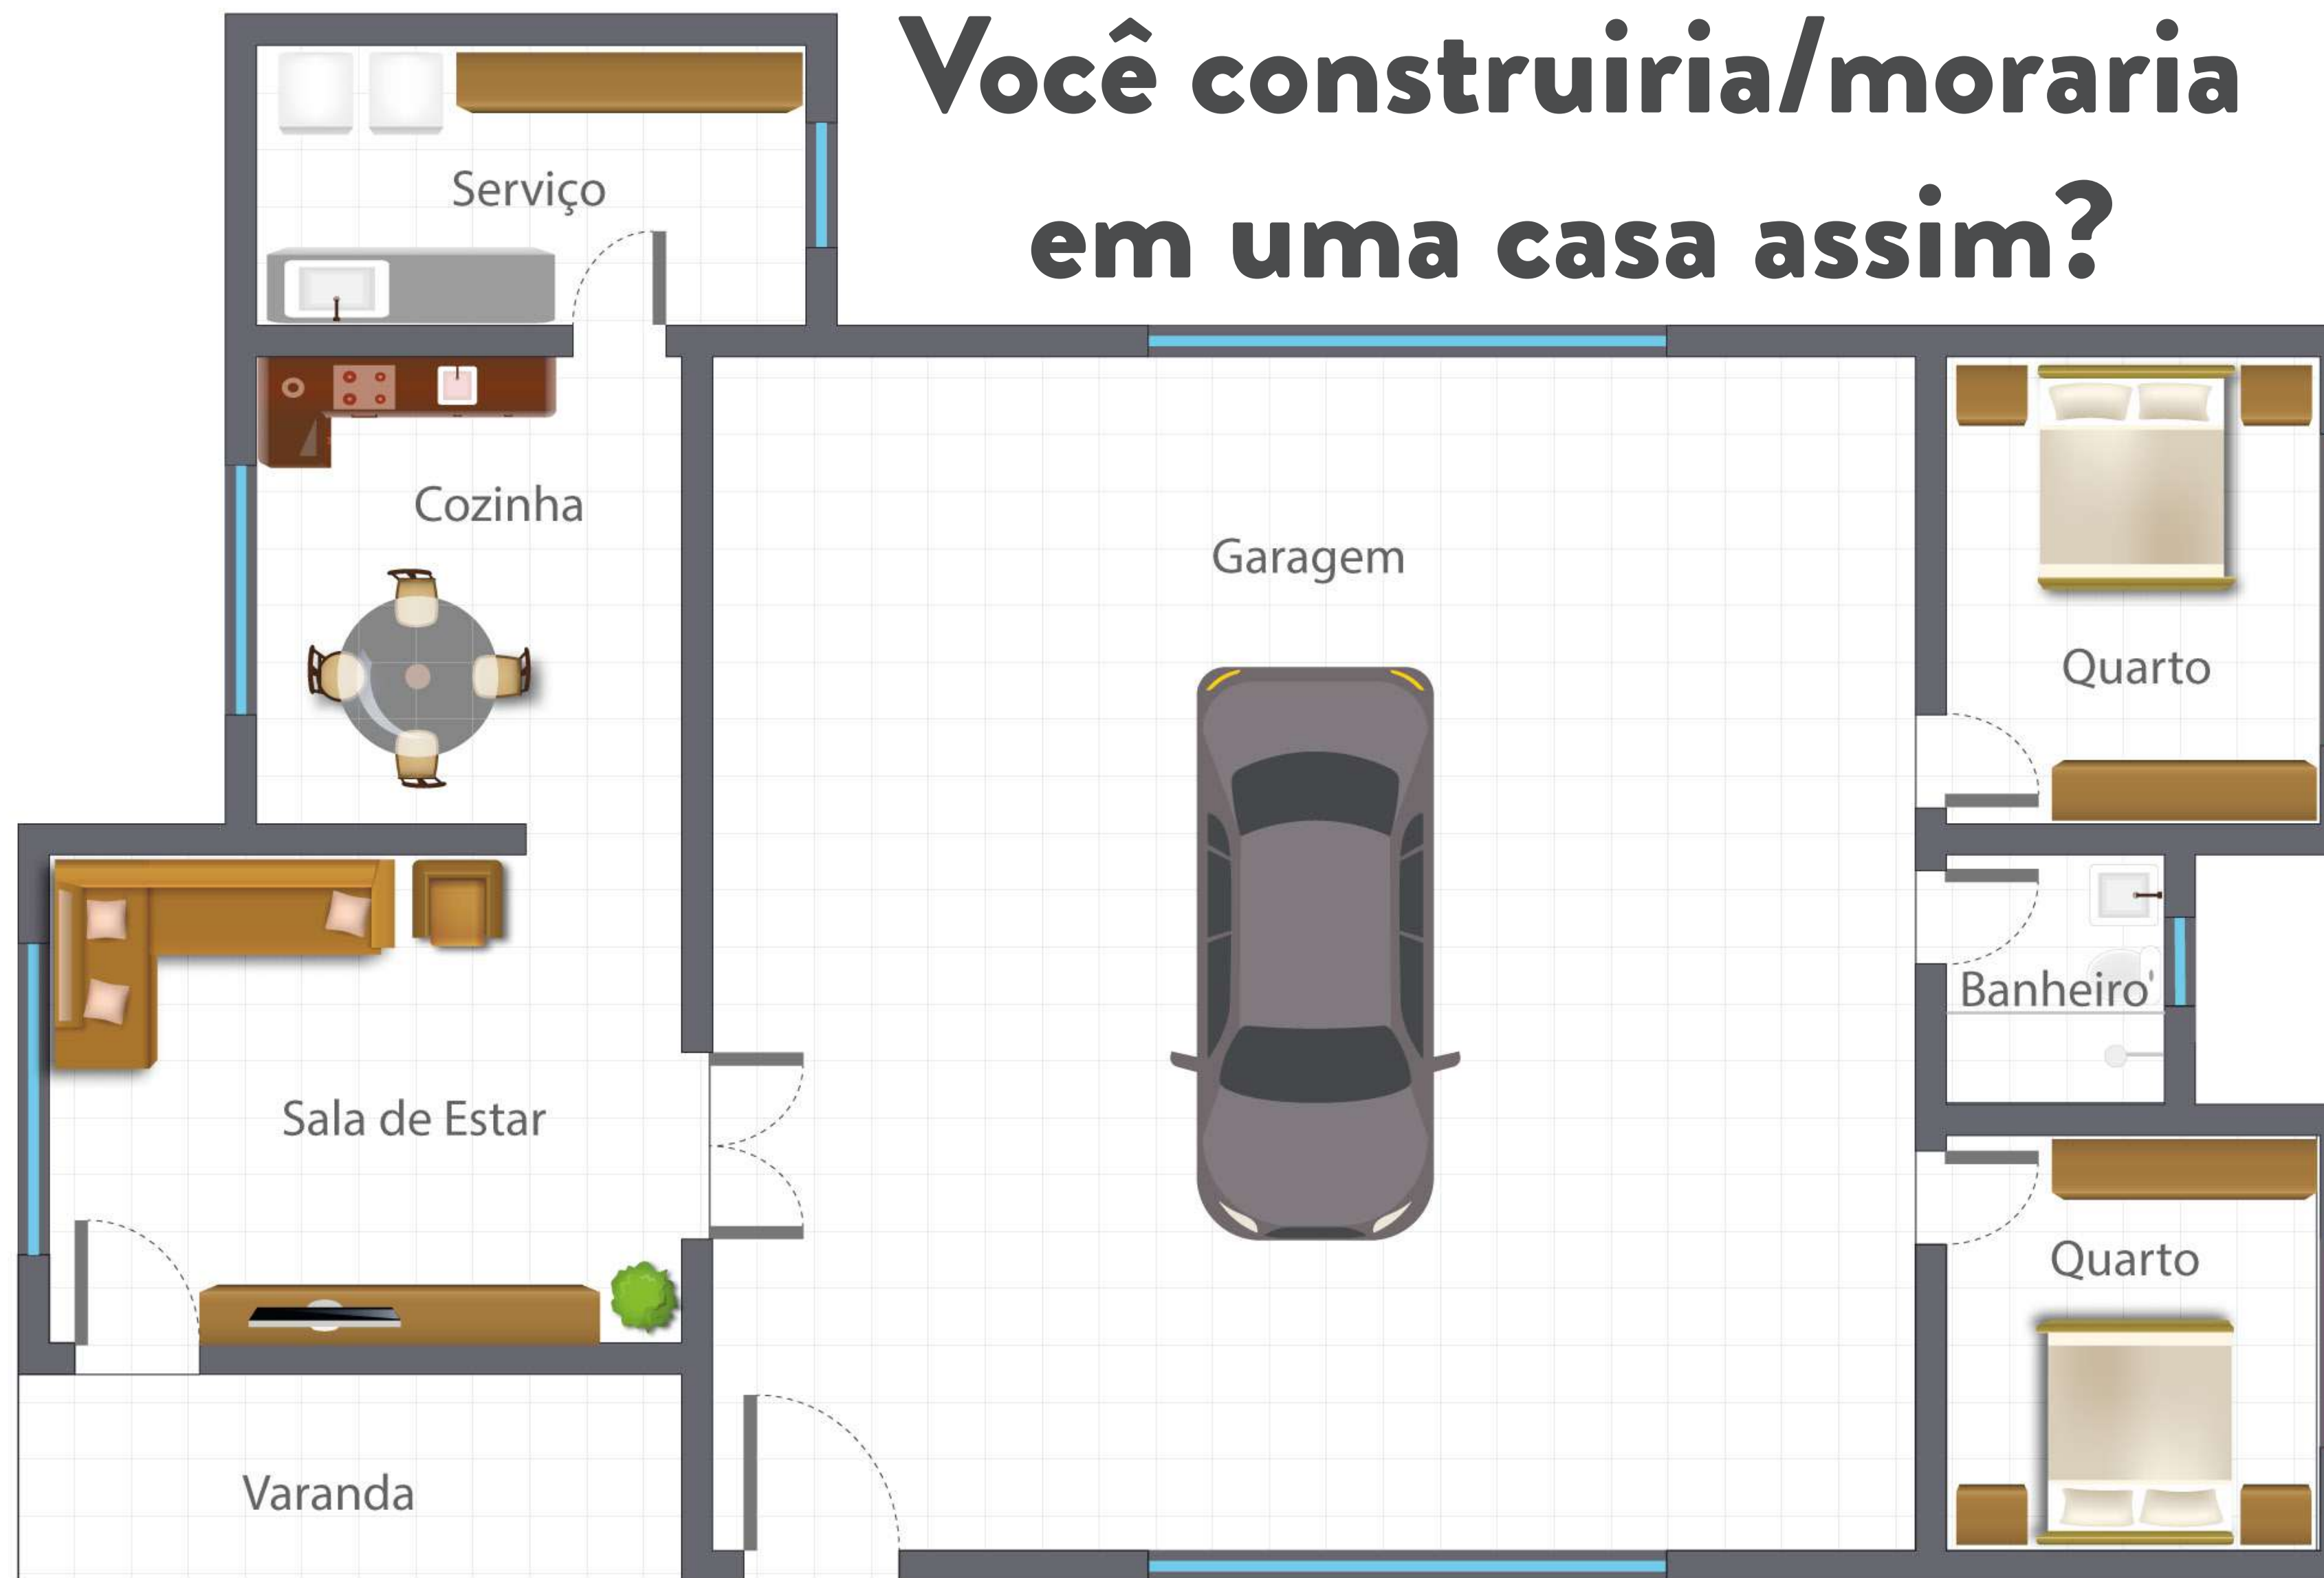 Você construiria/moraria
em uma casa assim?
Serviço
Cozinha
Garagem
Quarto
Banheiro
Sala de Estar
Quarto
Varanda